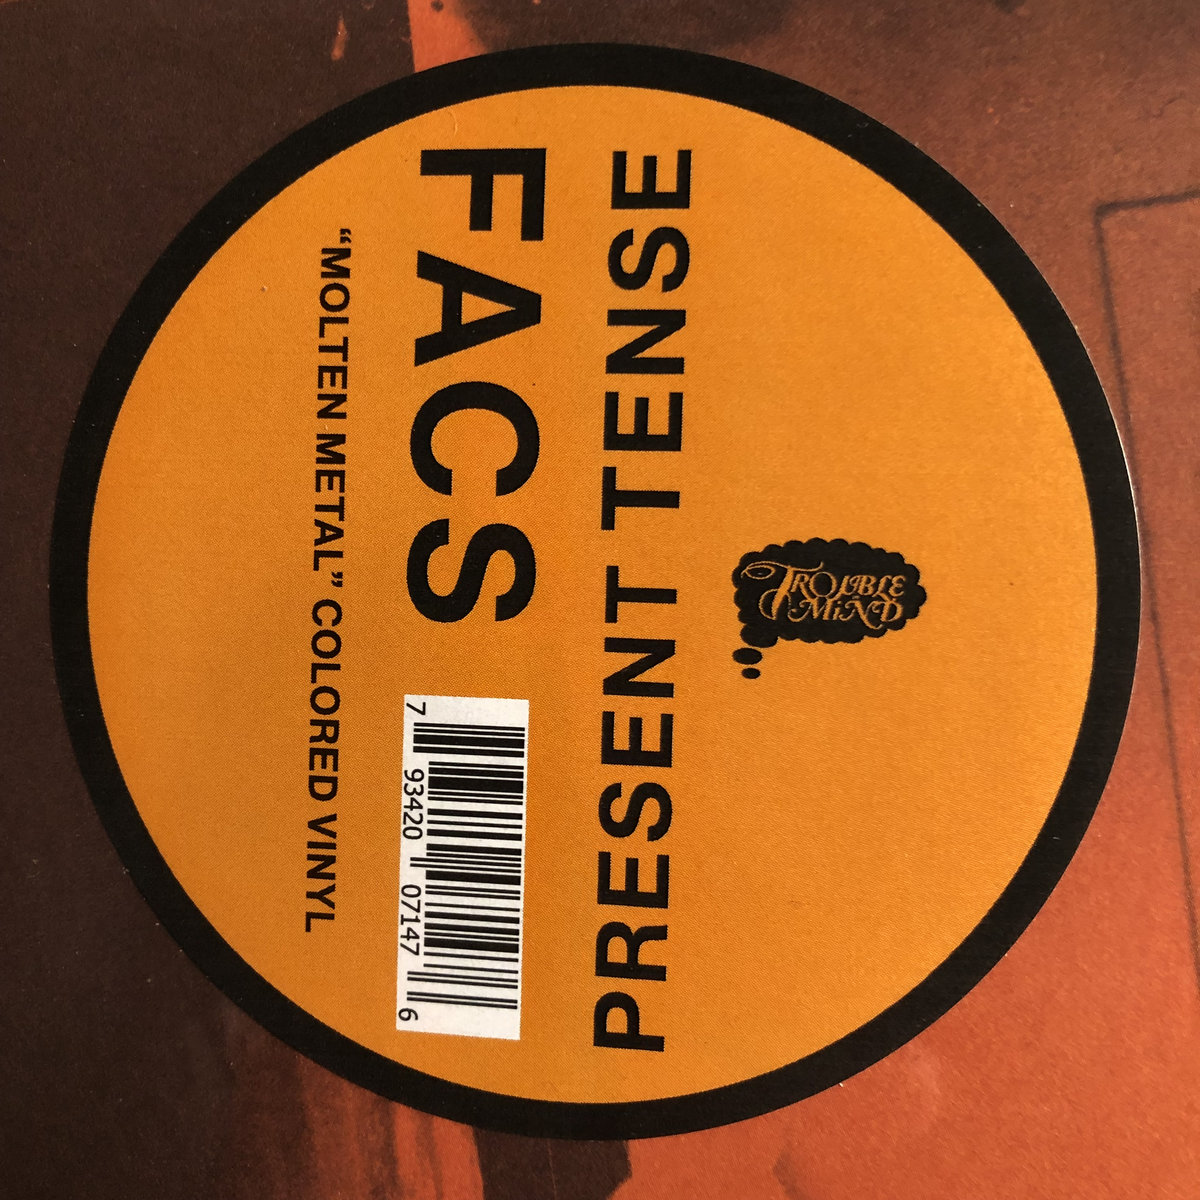 TROUBLE
MiND
PRESENT TENSE
FACS
7 93420 07147 6
“MOLTEN METAL” COLORED VINYL